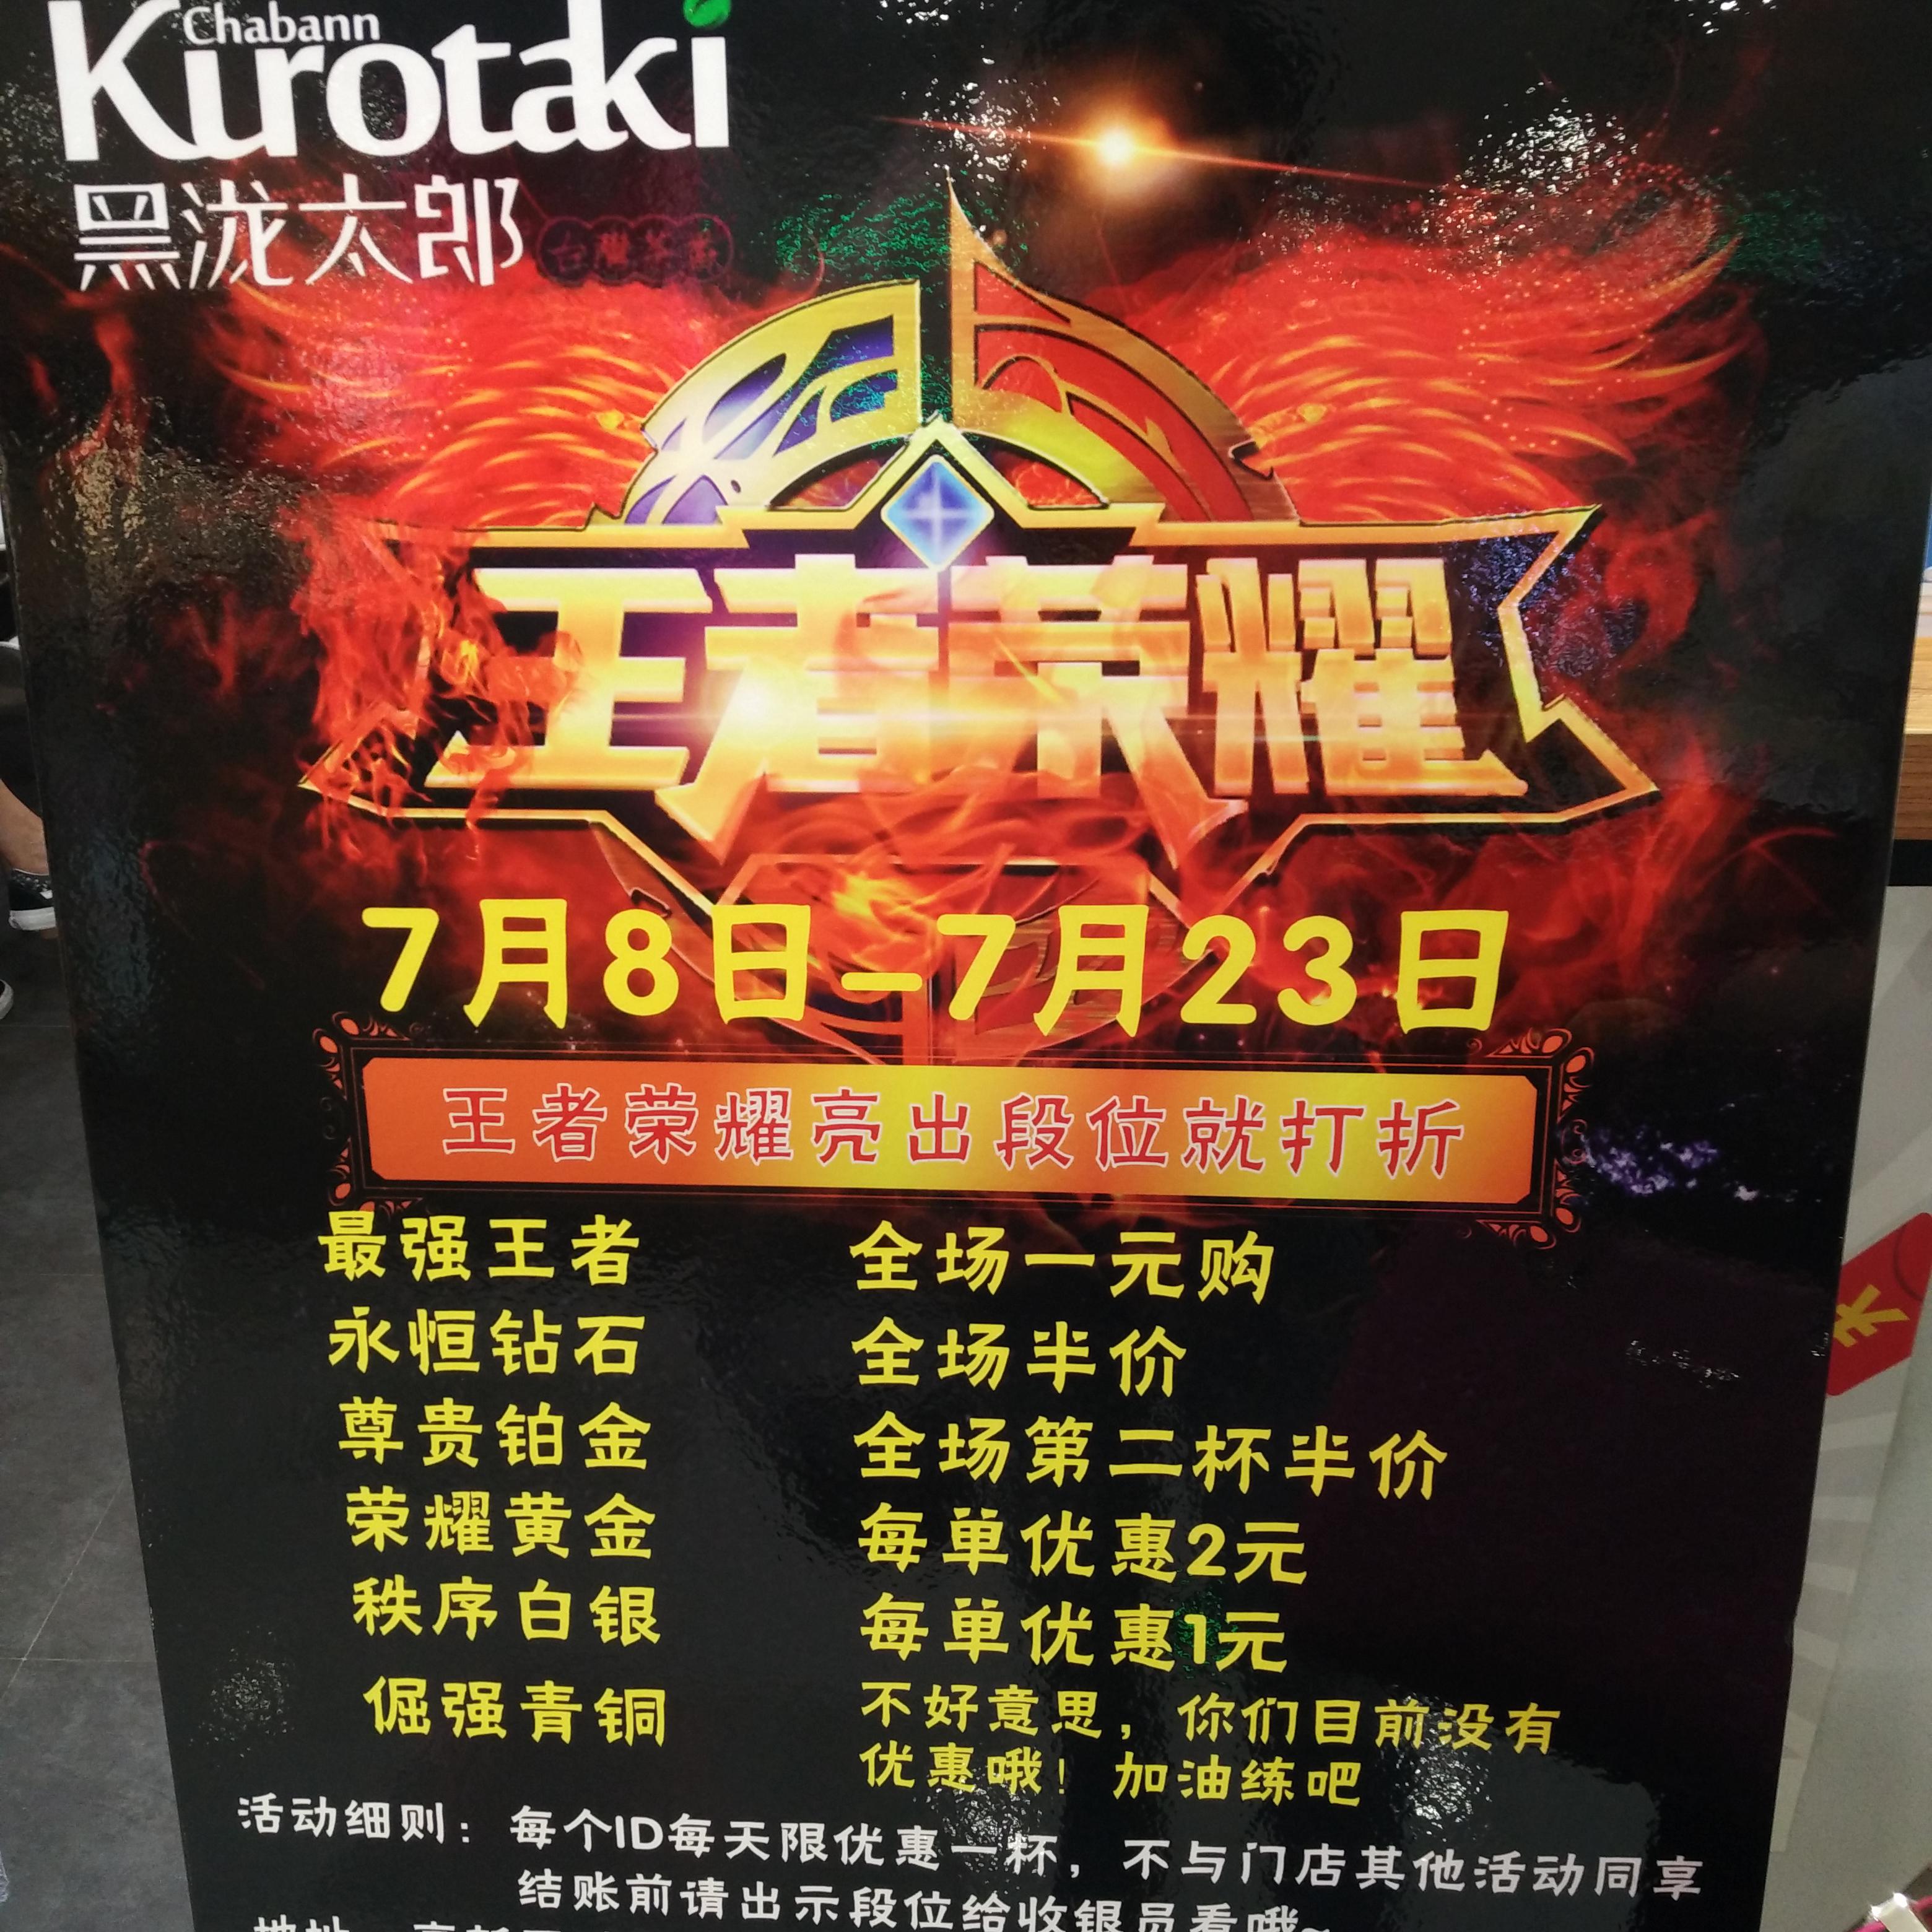 Chabann
Kurotaki
黑泷太郎
王者荣耀
7月8日-7月23日
王者荣耀亮出段位就打折
最强王者 全场一元购
永恒钻石 全场半价
尊贵铂金 全场第二杯半价
荣耀黄金 每单优惠2元
秩序白银 每单优惠1元
倔强青铜 不好意思，你们目前没有
优惠哦！加油练吧
活动细则：每个ID每天限优惠一杯，不与门店其他活动同享
结账前请出示段位给收银员看哦~